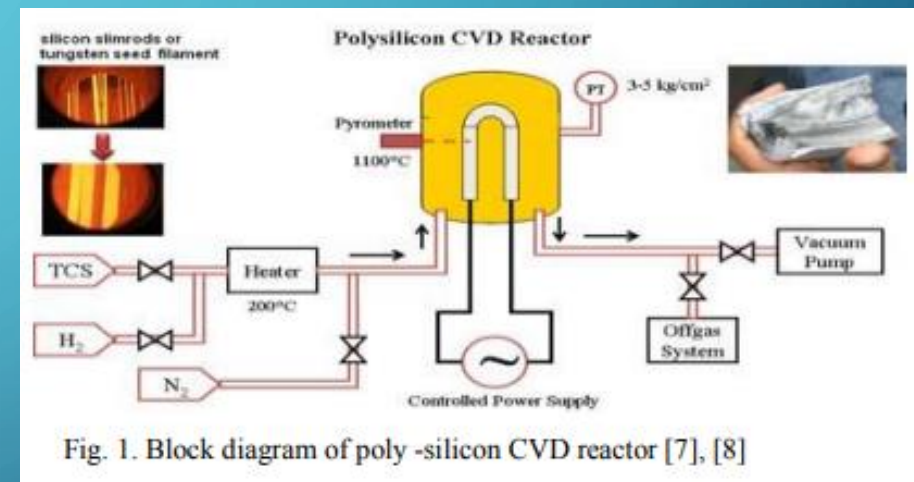 silicon slimrods or
tungsten seed filament
Polysilicon CVD Reactor
PT
3-5 kg/cm²
Pyrometer
1100°C
TCS
Heater
200°C
H₂
N₂
Vacuum
Pump
Offgas
System
~
Controlled Power Supply
Fig. 1. Block diagram of poly -silicon CVD reactor [7], [8]